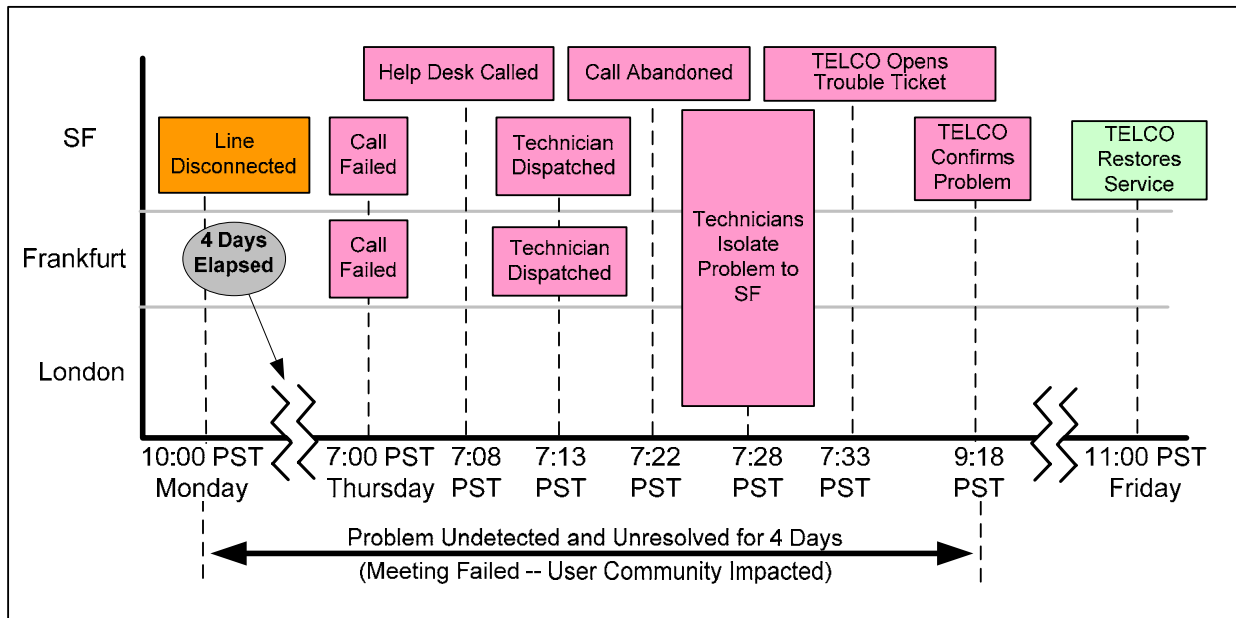 Help Desk Called
Call Abandoned
TELCO Opens
Trouble Ticket
SF
Line
Disconnected
Call
Failed
Technician
Dispatched
TELCO
Confirms
Problem
TELCO
Restores
Service
Frankfurt
4 Days
Elapsed
Call
Failed
Technician
Dispatched
Technicians
Isolate
Problem to
SF
London
10:00 PST
Monday
7:00 PST
Thursday
7:08
PST
7:13
PST
7:22
PST
7:28
PST
7:33
PST
9:18
PST
11:00 PST
Friday
Problem Undetected and Unresolved for 4 Days
(Meeting Failed -- User Community Impacted)